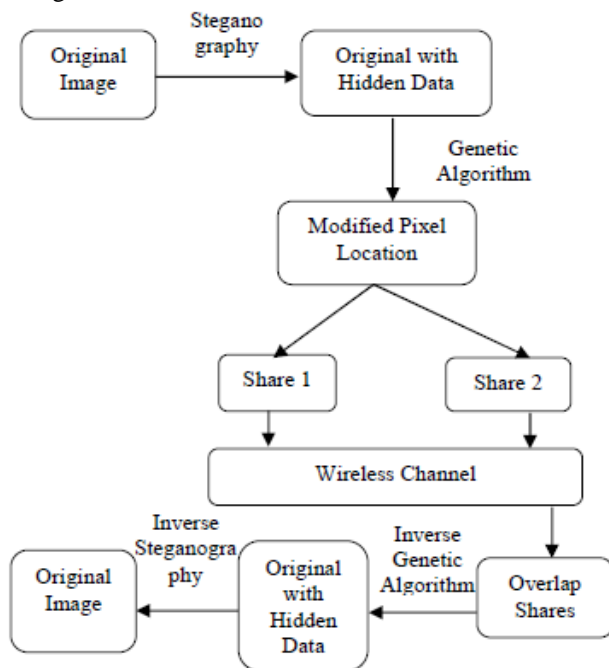 Stegano
graphy
Original
Image
Original with
Hidden Data
Genetic
Algorithm
Modified Pixel
Location
Share 1
Share 2
Wireless Channel
Inverse
Steganogra
phy
Inverse
Genetic
Algorithm
Original
Image
Original
with
Hidden
Data
Overlap
Shares